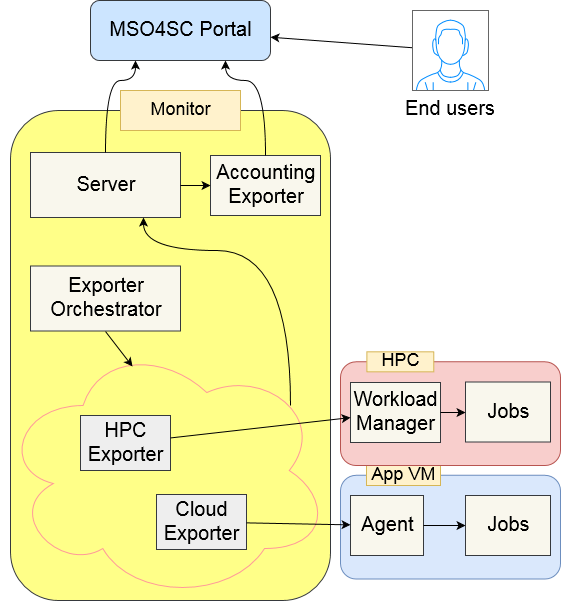 MSO4SC Portal
End users
Monitor
Server
Accounting
Exporter
Exporter
Orchestrator
HPC
Exporter
Cloud
Exporter
HPC
Workload
Manager
Jobs
App VM
Agent
Jobs